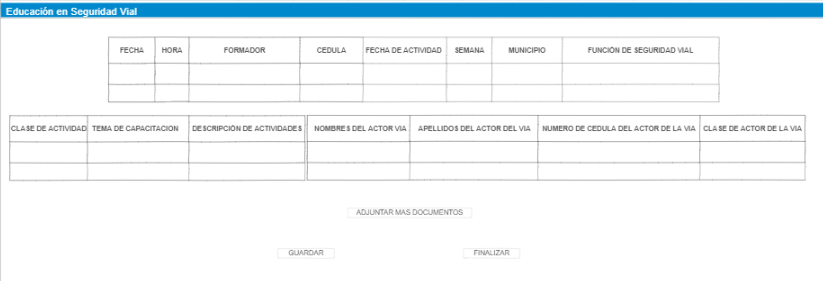 Educación en Seguridad Vial
FECHA HORA FORMADOR CEDULA FECHA DE ACTIVIDAD SEMANA MUNICIPIO FUNCIÓN DE SEGURIDAD VIAL
CLASE DE ACTIVIDAD TEMA DE CAPACITACION DESCRIPCIÓN DE ACTIVIDADES NOMBRES DEL ACTOR VIA APELLIDOS DEL ACTOR DEL VIA NUMERO DE CEDULA DEL ACTOR DE LA VIA CLASE DE ACTOR DE LA VIA
ADJUNTAR MAS DOCUMENTOS
GUARDAR FINALIZAR